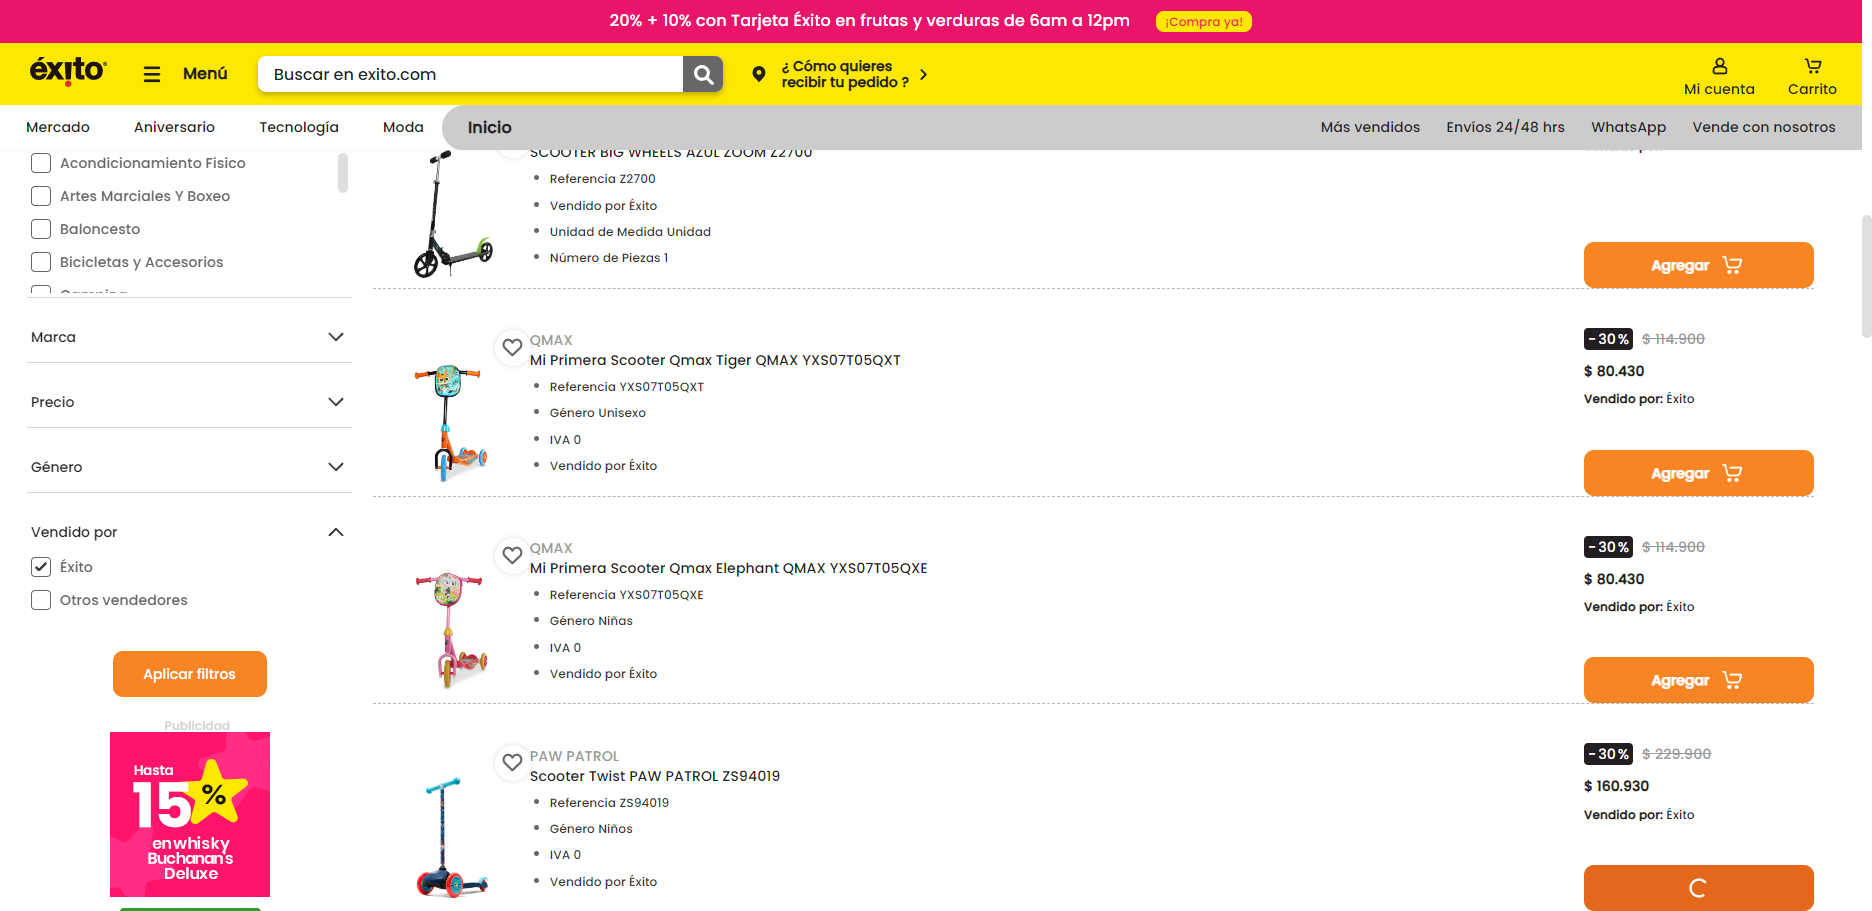 20% + 10% con Tarjeta Éxito en frutas y verduras de 6am a 12pm
¡Compra ya!
éxito
Menú
Buscar en exito.com
¿ Cómo quieres
recibir tu pedido ?
Mi cuenta
Carrito
Mercado
Aniversario
Tecnología
Moda
Inicio
Más vendidos
Envíos 24/48 hrs
WhatsApp
Vende con nosotros
Acondicionamiento Fisico
Artes Marciales Y Boxeo
Baloncesto
Bicicletas y Accesorios
Marca
Precio
Género
Vendido por
Éxito
Otros vendedores
Aplicar filtros
Publicidad
Hasta
15%
en whisky
Buchanan's
Deluxe
SCOOTER BIG WHEELS AZUL ZOOM Z2700
Referencia Z2700
Vendido por Éxito
Unidad de Medida Unidad
Número de Piezas 1
Agregar
QMAX
Mi Primera Scooter Qmax Tiger QMAX YXS07T05QXT
Referencia YXS07T05QXT
Género Unisexo
IVA 0
Vendido por Éxito
-30% $ 114.900
$ 80.430
Vendido por: Éxito
Agregar
QMAX
Mi Primera Scooter Qmax Elephant QMAX YXS07T05QXE
Referencia YXS07T05QXE
Género Niñas
IVA 0
Vendido por Éxito
-30% $ 114.900
$ 80.430
Vendido por: Éxito
Agregar
PAW PATROL
Scooter Twist PAW PATROL ZS94019
Referencia ZS94019
Género Niños
IVA 0
Vendido por Éxito
-30% $ 229.900
$ 160.930
Vendido por: Éxito